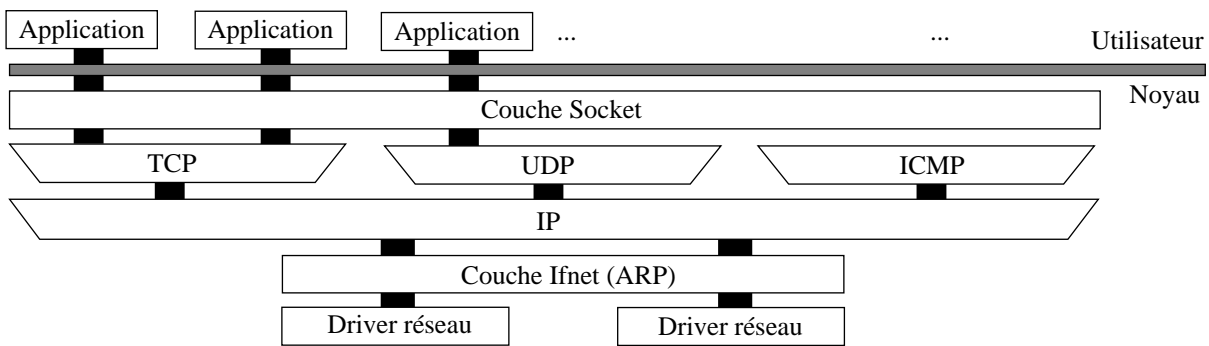 Application
Application
Application
...
...
Utilisateur
Noyau
Couche Socket
TCP
UDP
ICMP
IP
Couche Ifnet (ARP)
Driver réseau
Driver réseau